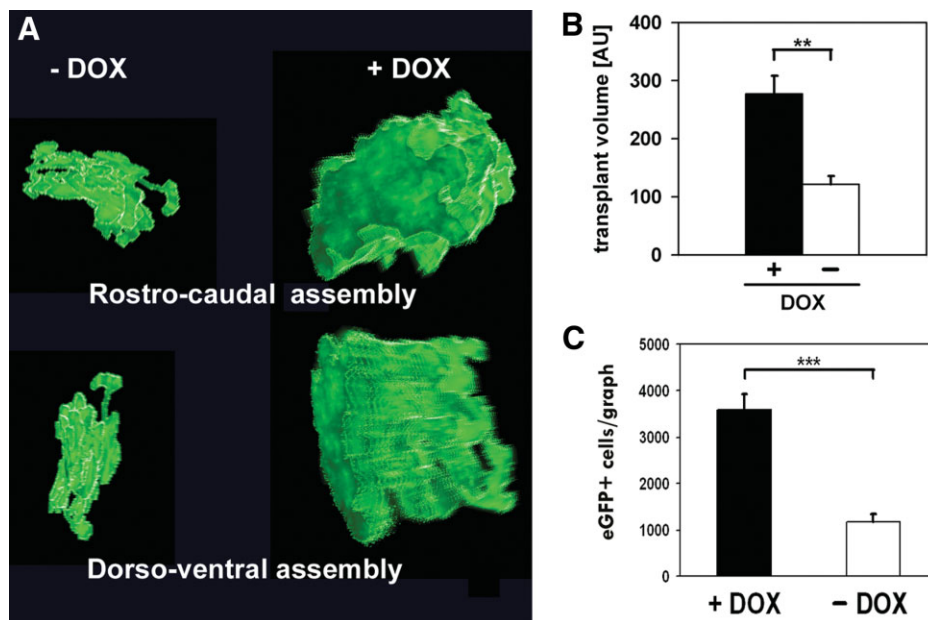 A
- DOX + DOX
Rostro-caudal assembly
Dorso-ventral assembly
B
transplant volume [AU]
400
300
200
100
0
**
+ −
DOX
C
eGFP+ cells/graph
5000
4000
3000
2000
1000
0
***
+ DOX − DOX